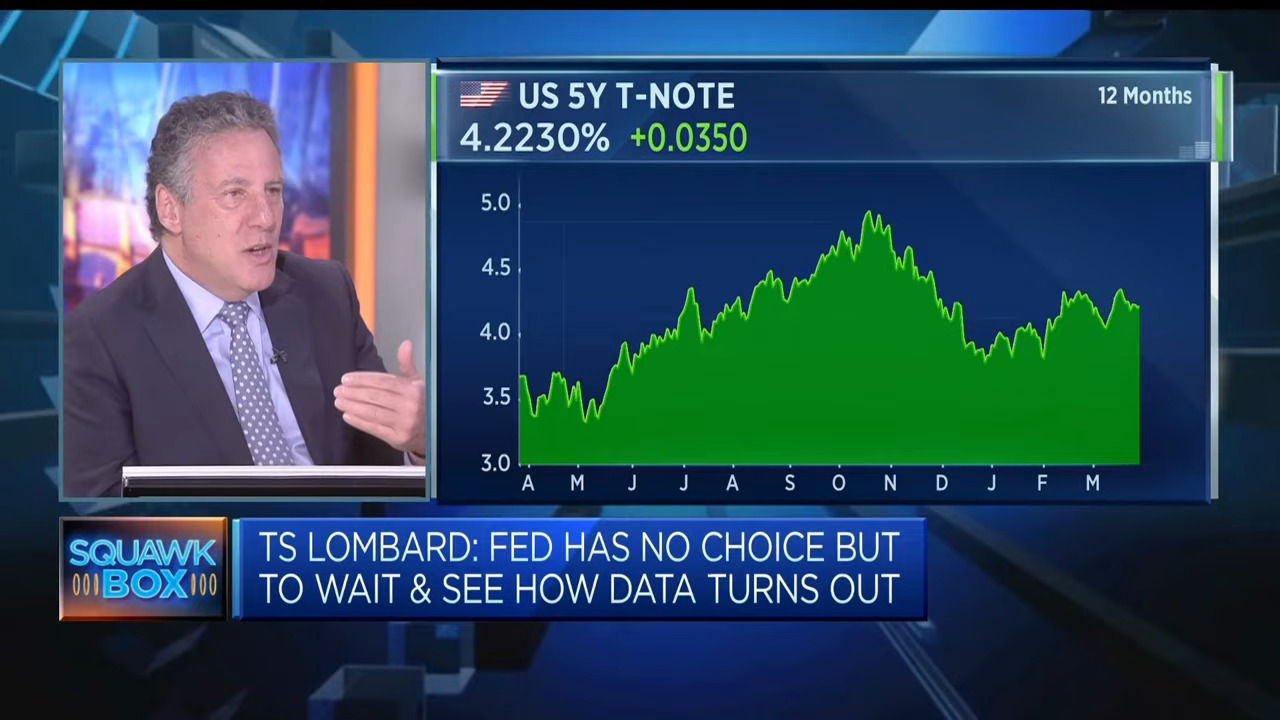 US 5Y T-NOTE
12 Months
4.2230% +0.0350
5.0
4.5
4.0
3.5
3.0
A M J J A S O N D J F M
SQUAWK
BOX
TS LOMBARD: FED HAS NO CHOICE BUT
TO WAIT & SEE HOW DATA TURNS OUT